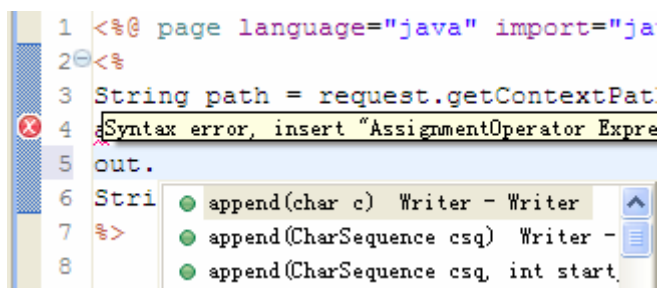 1 <%@ page language="java" import="ja
2 <%
3 String path = request.getContextPat
4 Syntax error, insert "AssignmentOperator Expre
5 out.
6 Stri append(char c) Writer - Writer
7 %> append(CharSequence csq) Writer -
8 append(CharSequence csq, int start,